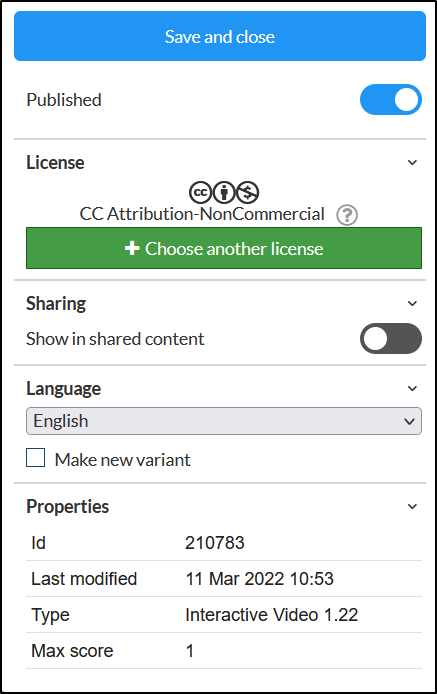 Save and close
Published
License
CC Attribution-NonCommercial ?
+ Choose another license
Sharing
Show in shared content
Language
English
Make new variant
Properties
Id 210783
Last modified 11 Mar 2022 10:53
Type Interactive Video 1.22
Max score 1